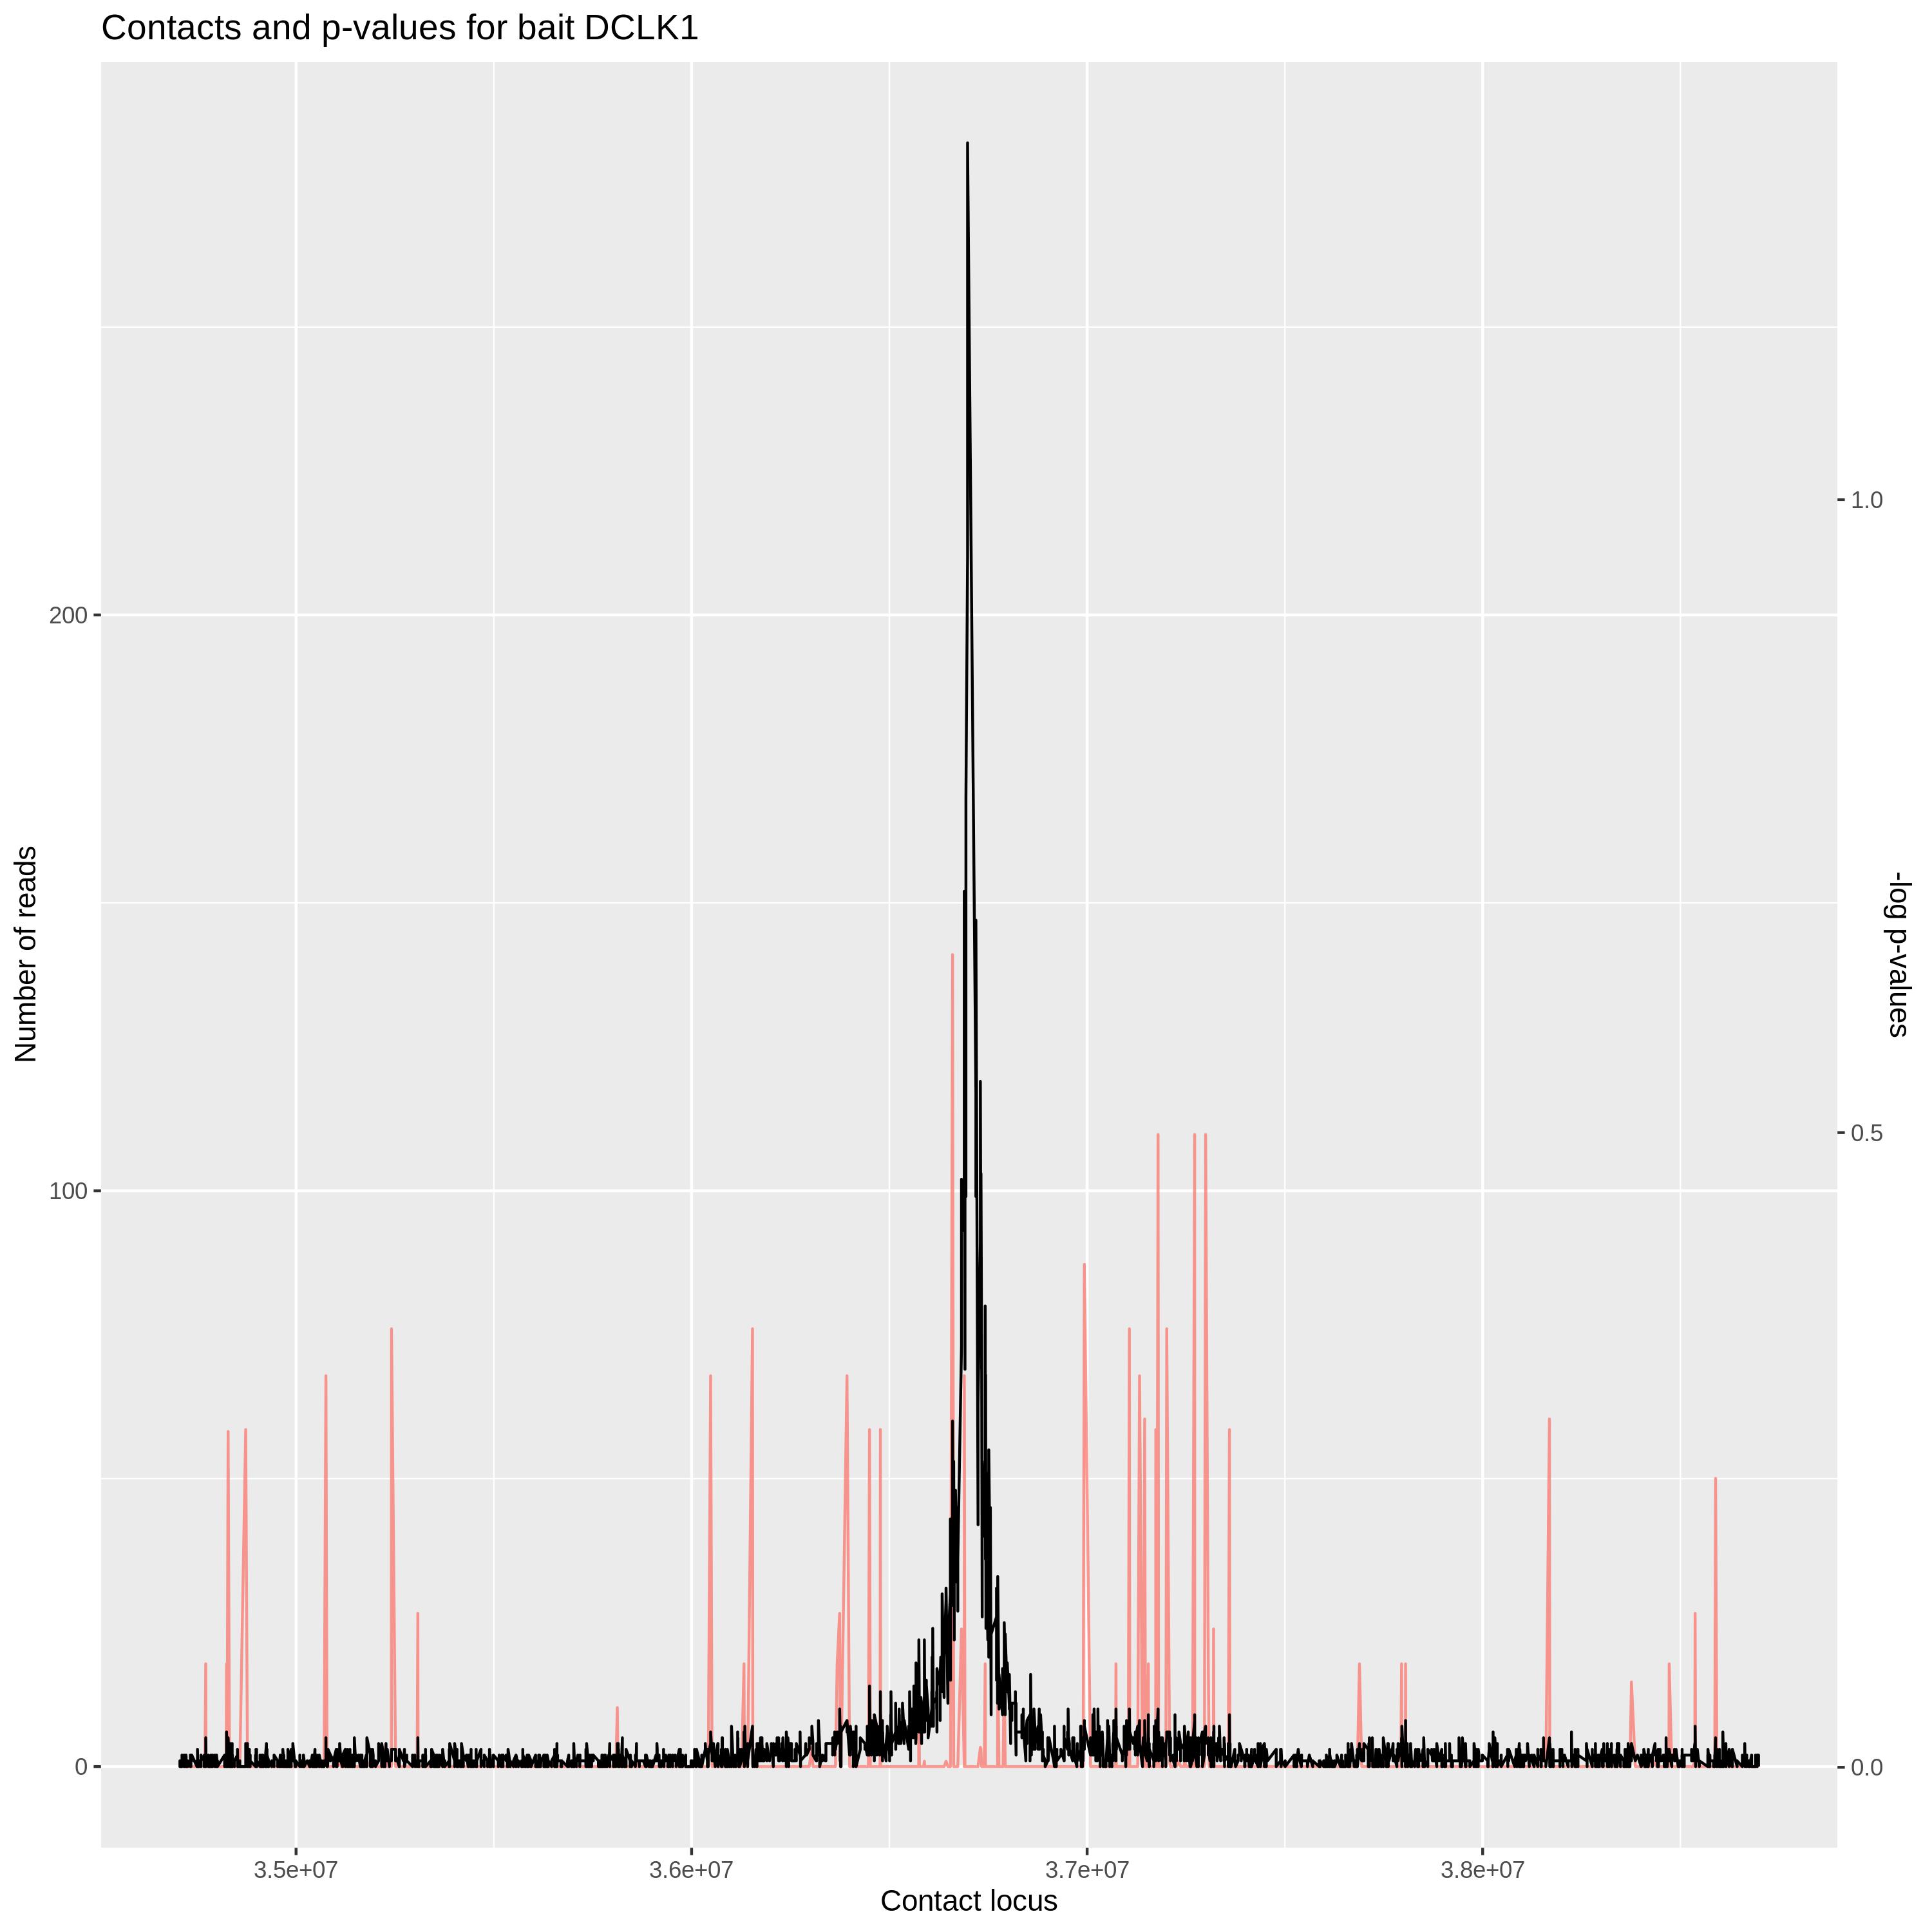 Contacts and p-values for bait DCLK1
Number of reads
200
100
0
1.0
0.5
0.0
-log p-values
3.5e+07
3.6e+07
3.7e+07
3.8e+07
Contact locus